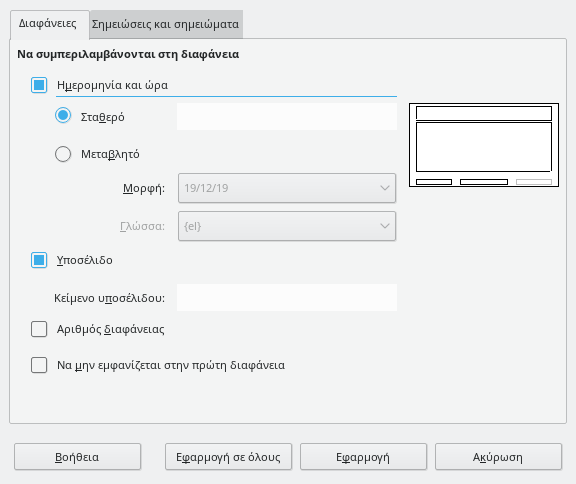 Διαφάνειες
Σημειώσεις και σημειώματα
Να συμπεριλαμβάνονται στη διαφάνεια
Ημερομηνία και ώρα
Σταθερό
Μεταβλητό
Μορφή: 19/12/19
Γλώσσα: {el}
Υποσέλιδο
Κείμενο υποσέλιδου:
Αριθμός διαφάνειας
Να μην εμφανίζεται στην πρώτη διαφάνεια
Βοήθεια
Εφαρμογή σε όλους
Εφαρμογή
Ακύρωση